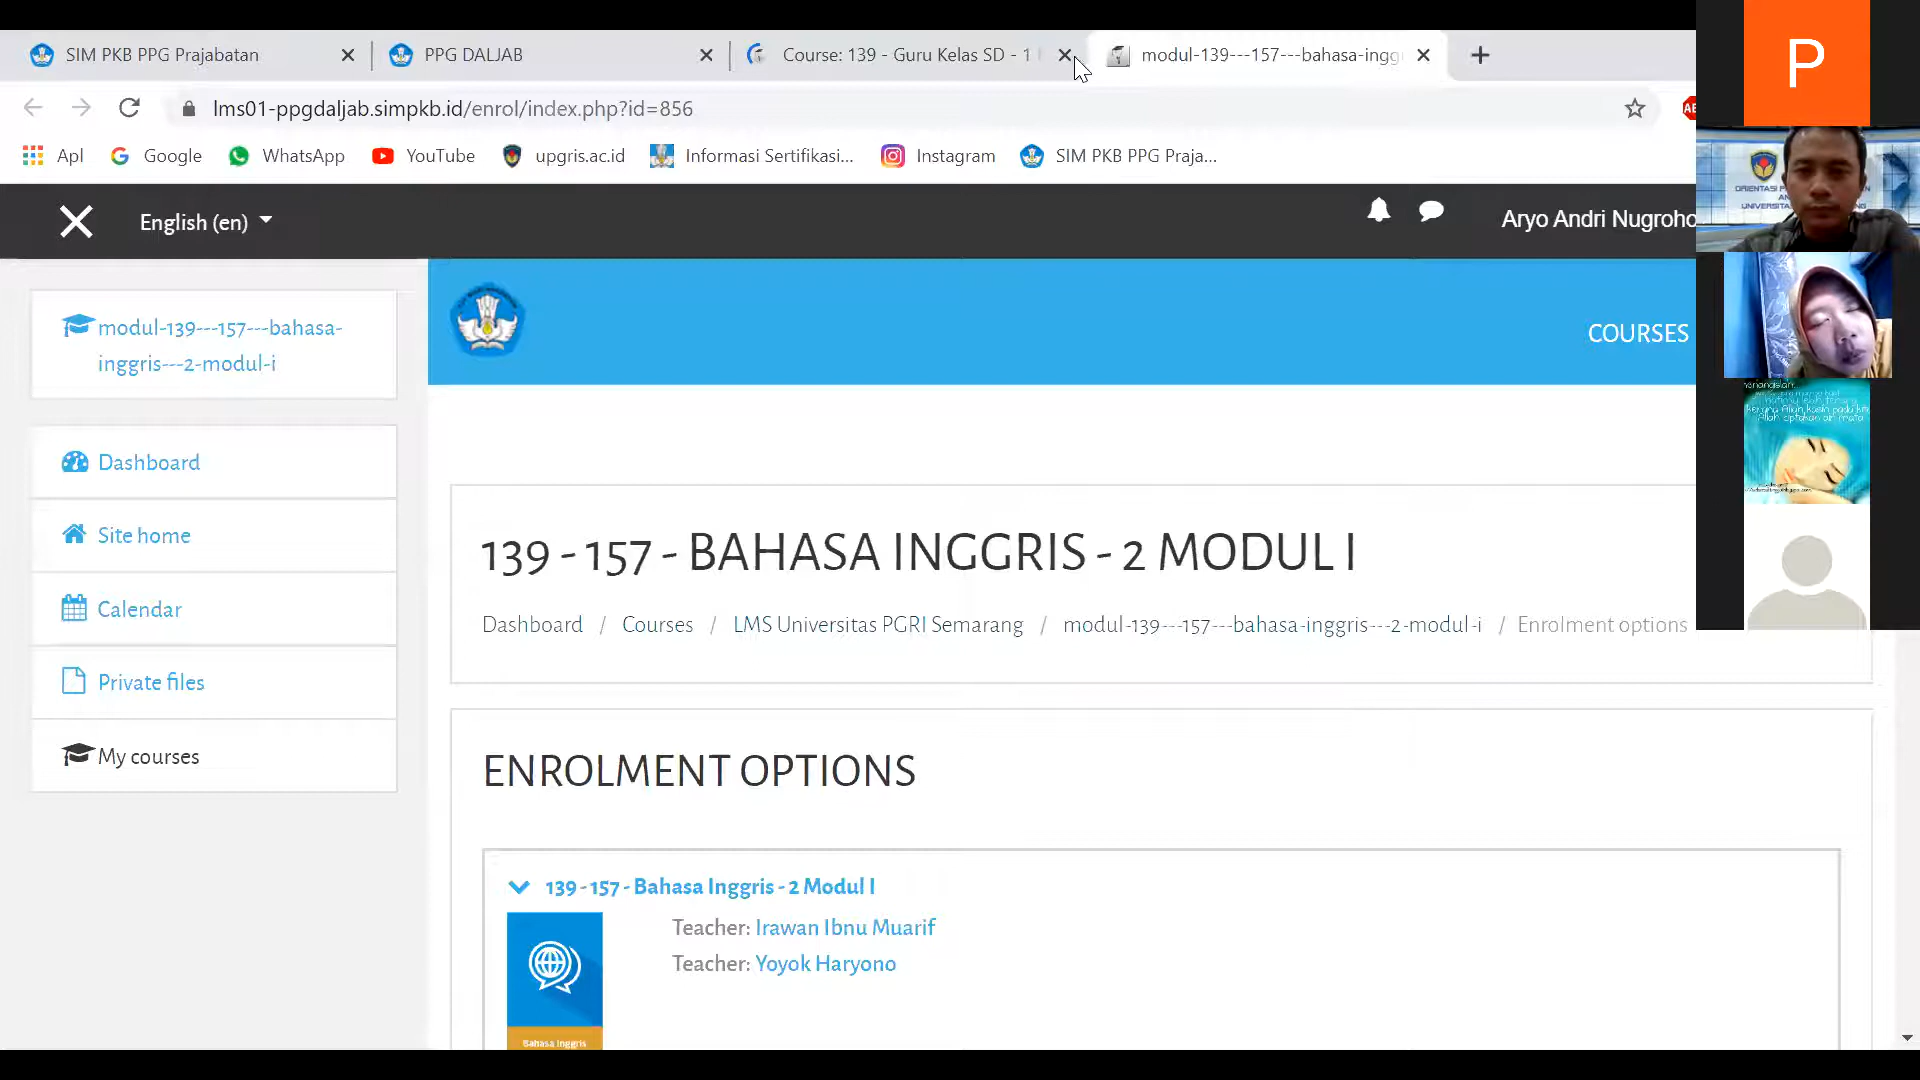 SIM PKB PPG Prajabatan
PPG DALJAB
Course: 139 - Guru Kelas SD - 1
modul-139---157---bahasa-ingg
lms01-ppgdaljab.simpkb.id/enrol/index.php?id=856
Apl
Google
WhatsApp
YouTube
upgris.ac.id
Informasi Sertifikasi...
Instagram
SIM PKB PPG Praja...
English (en)
Aryo Andri Nugroho
P
modul-139---157---bahasa-
inggris---2-modul-i
Dashboard
Site home
Calendar
Private files
My courses
COURSES
139 - 157 - BAHASA INGGRIS - 2 MODUL I
Dashboard / Courses / LMS Universitas PGRI Semarang / modul-139---157---bahasa-inggris---2-modul-i / Enrolment options
ENROLMENT OPTIONS
139 - 157 - Bahasa Inggris - 2 Modul I
Teacher: Irawan Ibnu Muarif
Teacher: Yoyok Haryono
Bahasa Inggris
Allah ciptakan air mata